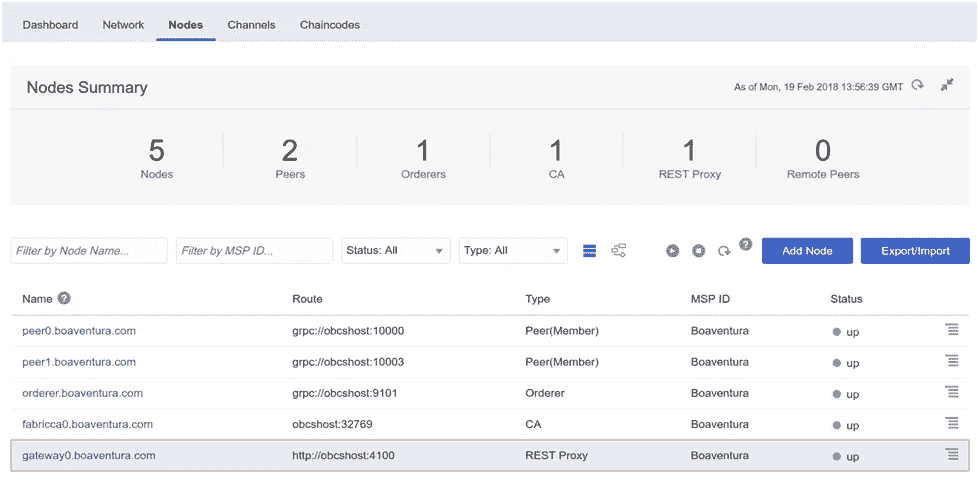 Dashboard Network Nodes Channels Chaincodes
Nodes Summary As of Mon, 19 Feb 2018 13:56:39 GMT
5 2 1 1 1 0
Nodes Peers Orderers CA REST Proxy Remote Peers
Filter by Node Name... Filter by MSP ID... Status: All Type: All ? Add Node Export/Import
Name ? Route Type MSP ID Status
peer0.boaventura.com grpc://obcshost:10000 Peer(Member) Boaventura up
peer1.boaventura.com grpc://obcshost:10003 Peer(Member) Boaventura up
orderer.boaventura.com grpc://obcshost:9101 Orderer Boaventura up
fabricca0.boaventura.com obcshost:32769 CA Boaventura up
gateway0.boaventura.com http://obcshost:4100 REST Proxy Boaventura up